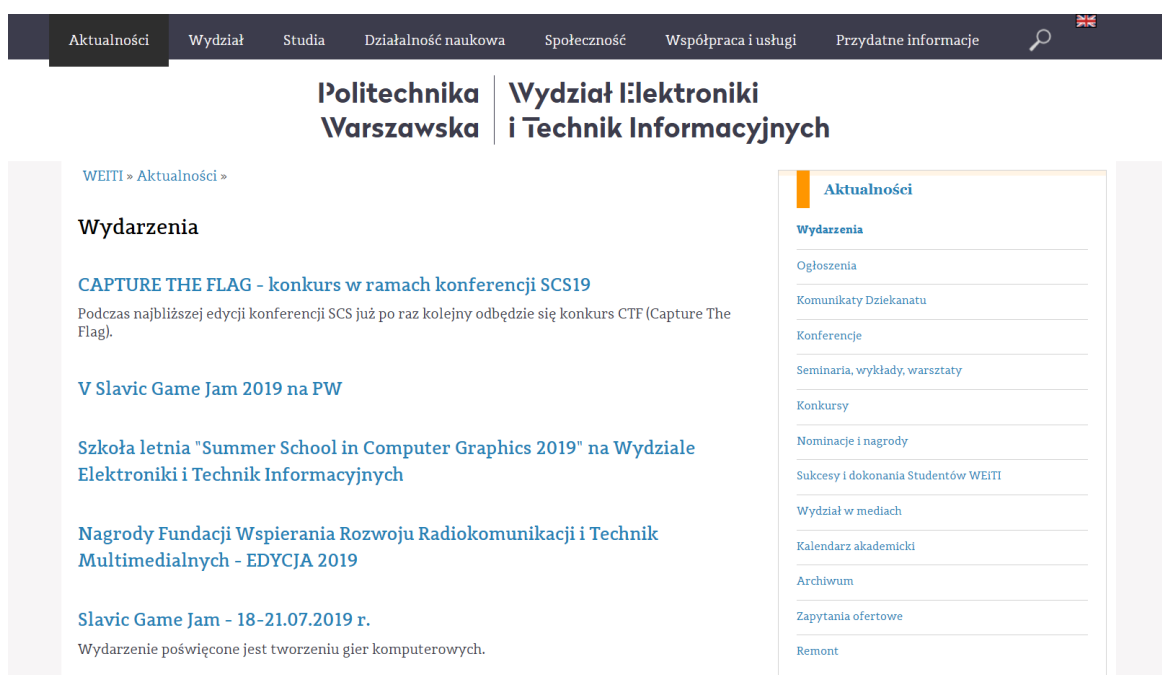 Aktualności Wydział Studia Działalność naukowa Społeczność Współpraca i usługi Przydatne informacje
Politechnika
Warszawska
Wydział Elektroniki
i Technik Informacyjnych
WEITI » Aktualności »
Wydarzenia
CAPTURE THE FLAG - konkurs w ramach konferencji SCS19
Podczas najbliższej edycji konferencji SCS już po raz kolejny odbędzie się konkurs CTF (Capture The
Flag).
V Slavic Game Jam 2019 na PW
Szkoła letnia "Summer School in Computer Graphics 2019" na Wydziale
Elektroniki i Technik Informacyjnych
Nagrody Fundacji Wspierania Rozwoju Radiokomunikacji i Technik
Multimedialnych - EDYCJA 2019
Slavic Game Jam - 18-21.07.2019 r.
Wydarzenie poświęcone jest tworzeniu gier komputerowych.
Aktualności
Wydarzenia
Ogłoszenia
Komunikaty Dziekanatu
Konferencje
Seminaria, wykłady, warsztaty
Konkursy
Nominacje i nagrody
Sukcesy i dokonania Studentów WEiTI
Wydział w mediach
Kalendarz akademicki
Archiwum
Zapytania ofertowe
Remont